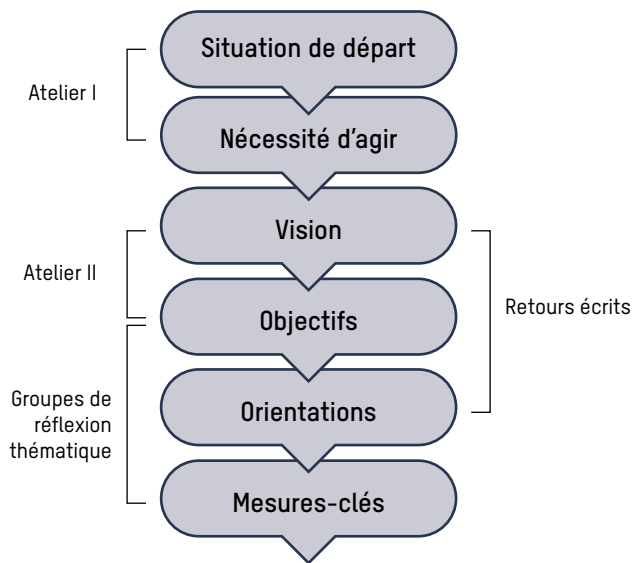 Situation de départ
Atelier I
Nécessité d'agir
Vision
Atelier II
Objectifs
Retours écrits
Groupes de
réflexion
thématique
Orientations
Mesures-clés